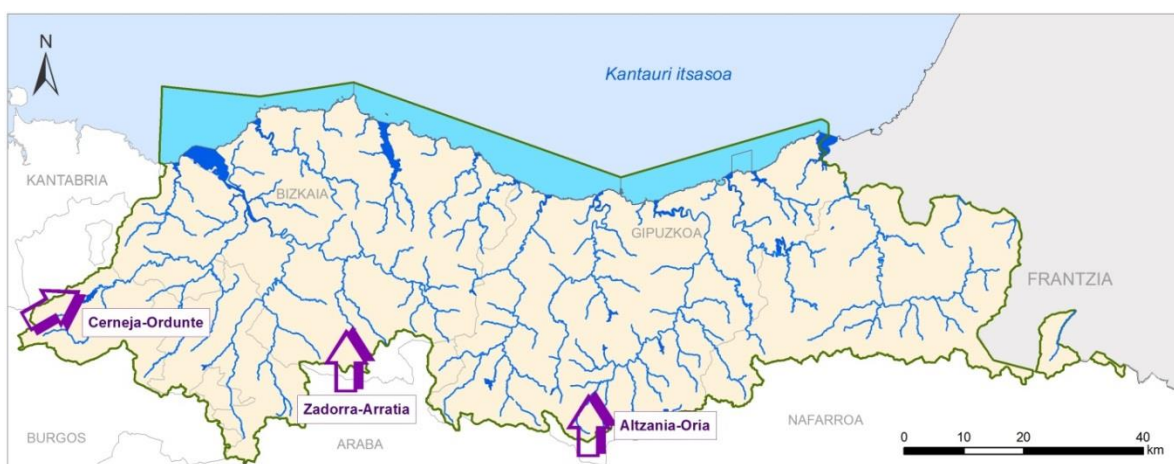 N
Kantauri itsasoa
KANTABRIA
BIZKAIA
GIPUZKOA
FRANTZIA
Cerneja-Ordunte
Zadorra-Arratia
Altzania-Oria
NAFARROA
BURGOS
ARABA
0 10 20 40
km